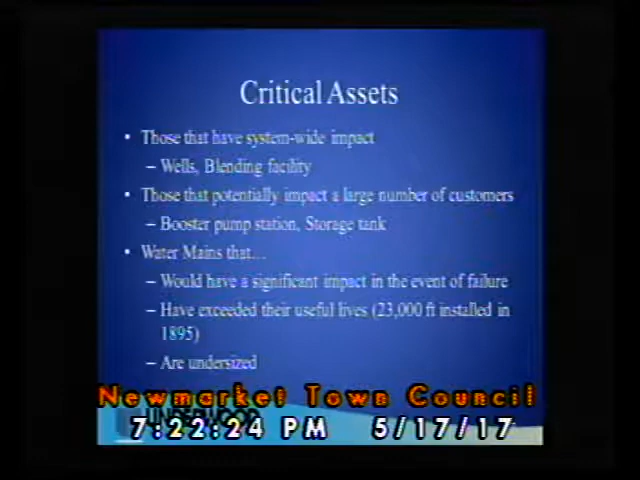 Critical Assets
• Those that have system-wide impact
– Wells, Blending facility
• Those that potentially impact a large number of customers
– Booster pump station, Storage tank
• Water Mains that…
– Would have a significant impact in the event of failure
– Have exceeded their useful lives (23,000 ft installed in
1895)
– Are undersized
Newmarket Town Council
UNDERWOOD
7:22:24 PM 5/17/17